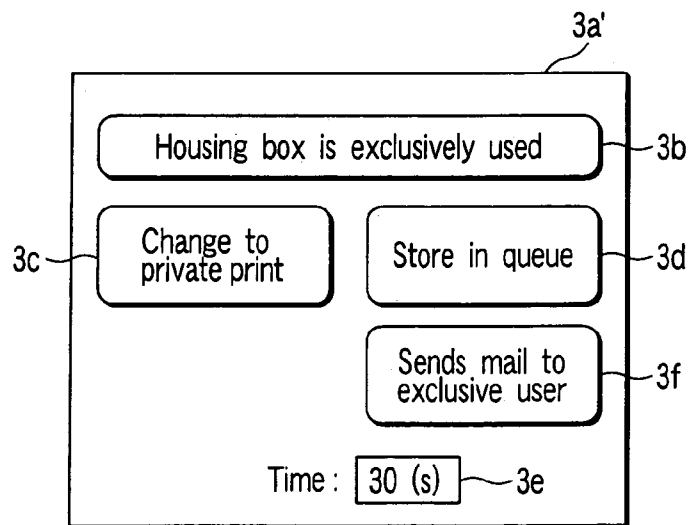 3a'
Housing box is exclusively used
3b
Change to
private print
3c
Store in queue
3d
Sends mail to
exclusive user
3f
Time : 30 (s)
3e